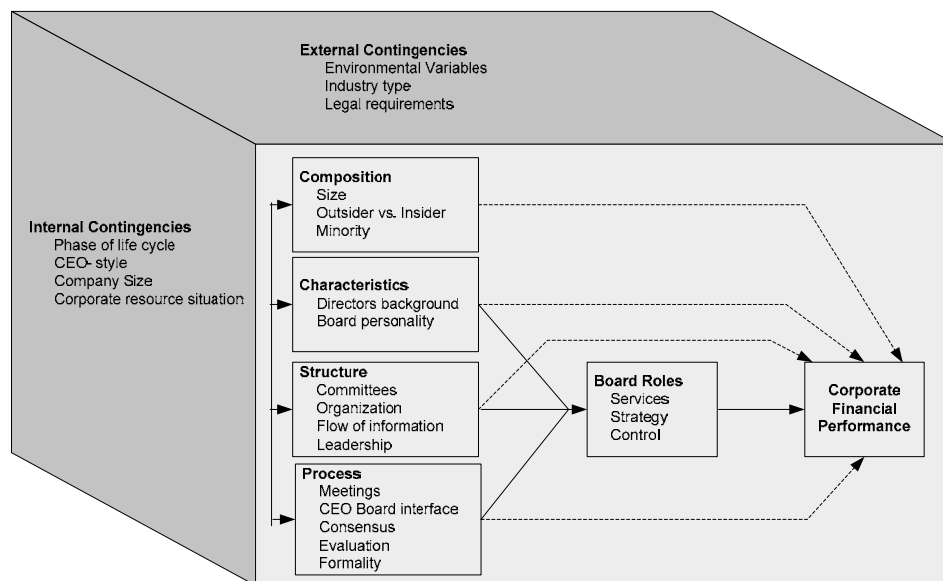 External Contingencies
Environmental Variables
Industry type
Legal requirements
Internal Contingencies
Phase of life cycle
CEO- style
Company Size
Corporate resource situation
Composition
Size
Outsider vs. Insider
Minority
Characteristics
Directors background
Board personality
Structure
Committees
Organization
Flow of information
Leadership
Process
Meetings
CEO Board interface
Consensus
Evaluation
Formality
Board Roles
Services
Strategy
Control
Corporate
Financial
Performance